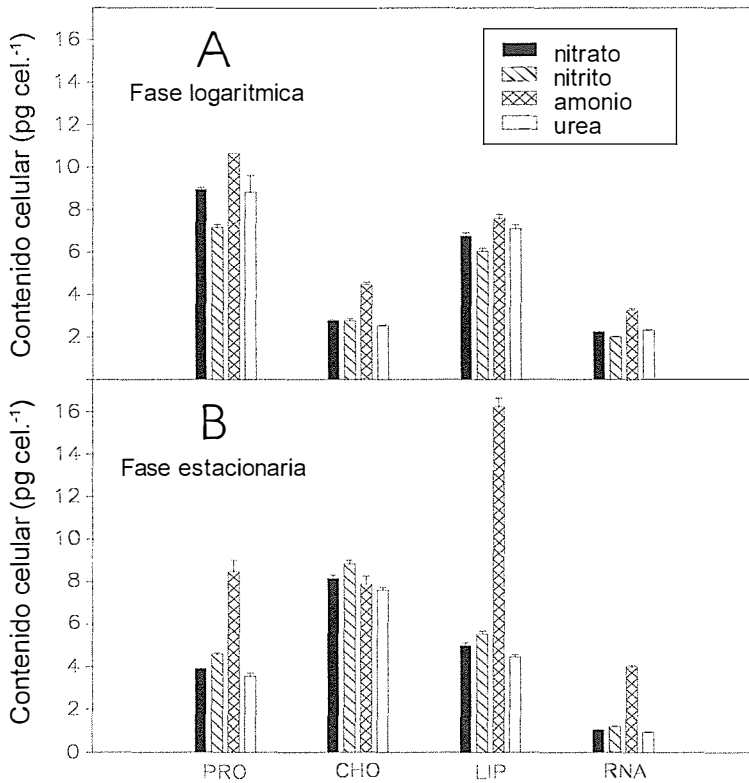 16
14
12
10
8
6
4
2
Contenido celular (pg cel.-1)
A
Fase logaritmica
nitrato
nitrito
amonio
urea
16
14
12
10
8
6
4
2
0
Contenido celular (pg cel.-1)
B
Fase estacionaria
PRO CHO LIP RNA